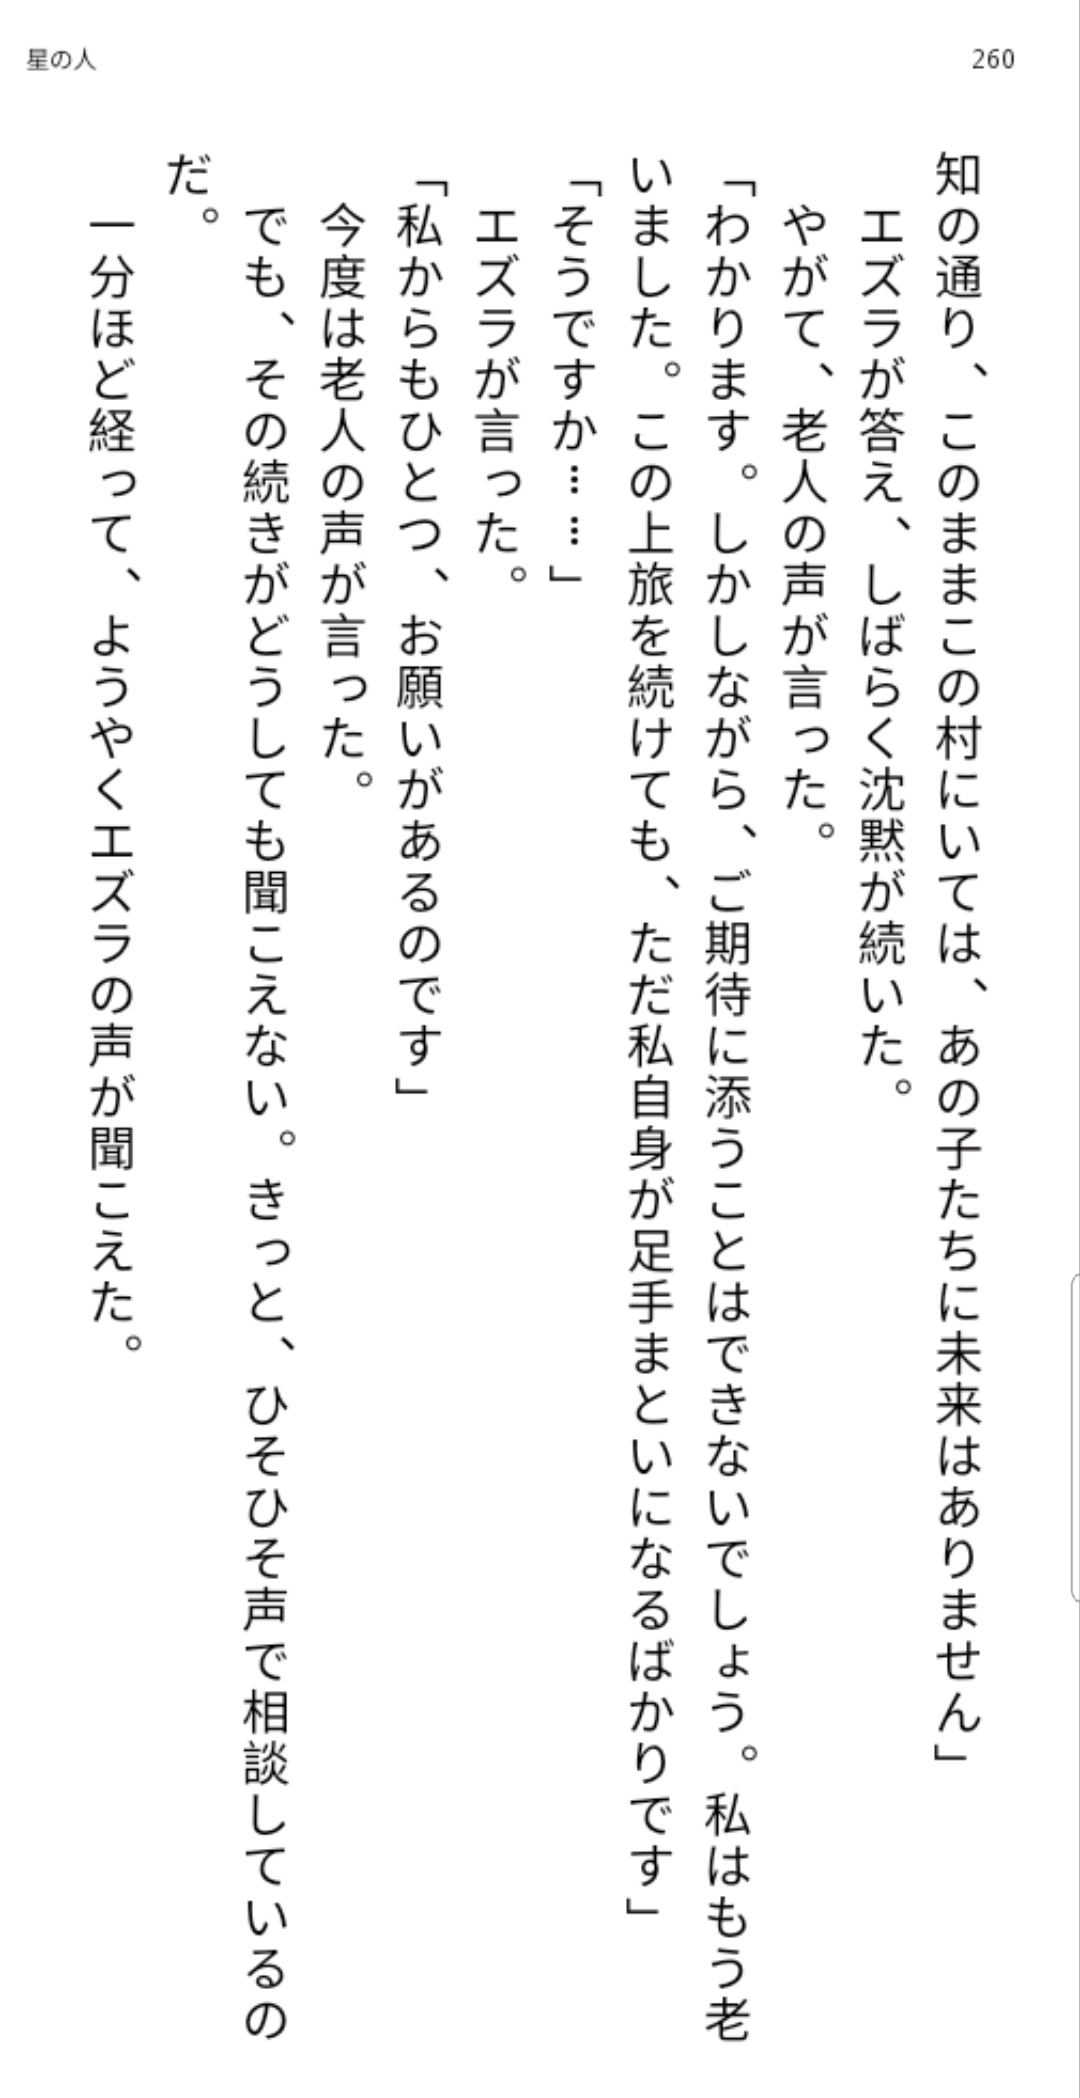 星の人
260
知の通り、このままこの村にいては、あの子たちに未来はありません」
エズラが答え、しばらく沈黙が続いた。
やがて、老人の声が言った。
「わかります。しかしながら、ご期待に添うことはできないでしょう。私はもう老
いました。この上旅を続けても、ただ私自身が足手まといになるばかりです」
「そうですか……」
エズラが言った。
「私からもひとつ、お願いがあるのです」
今度は老人の声が言った。
でも、その続きがどうしても聞こえない。きっと、ひそひそ声で相談しているの
だ。
一分ほど経って、ようやくエズラの声が聞こえた。